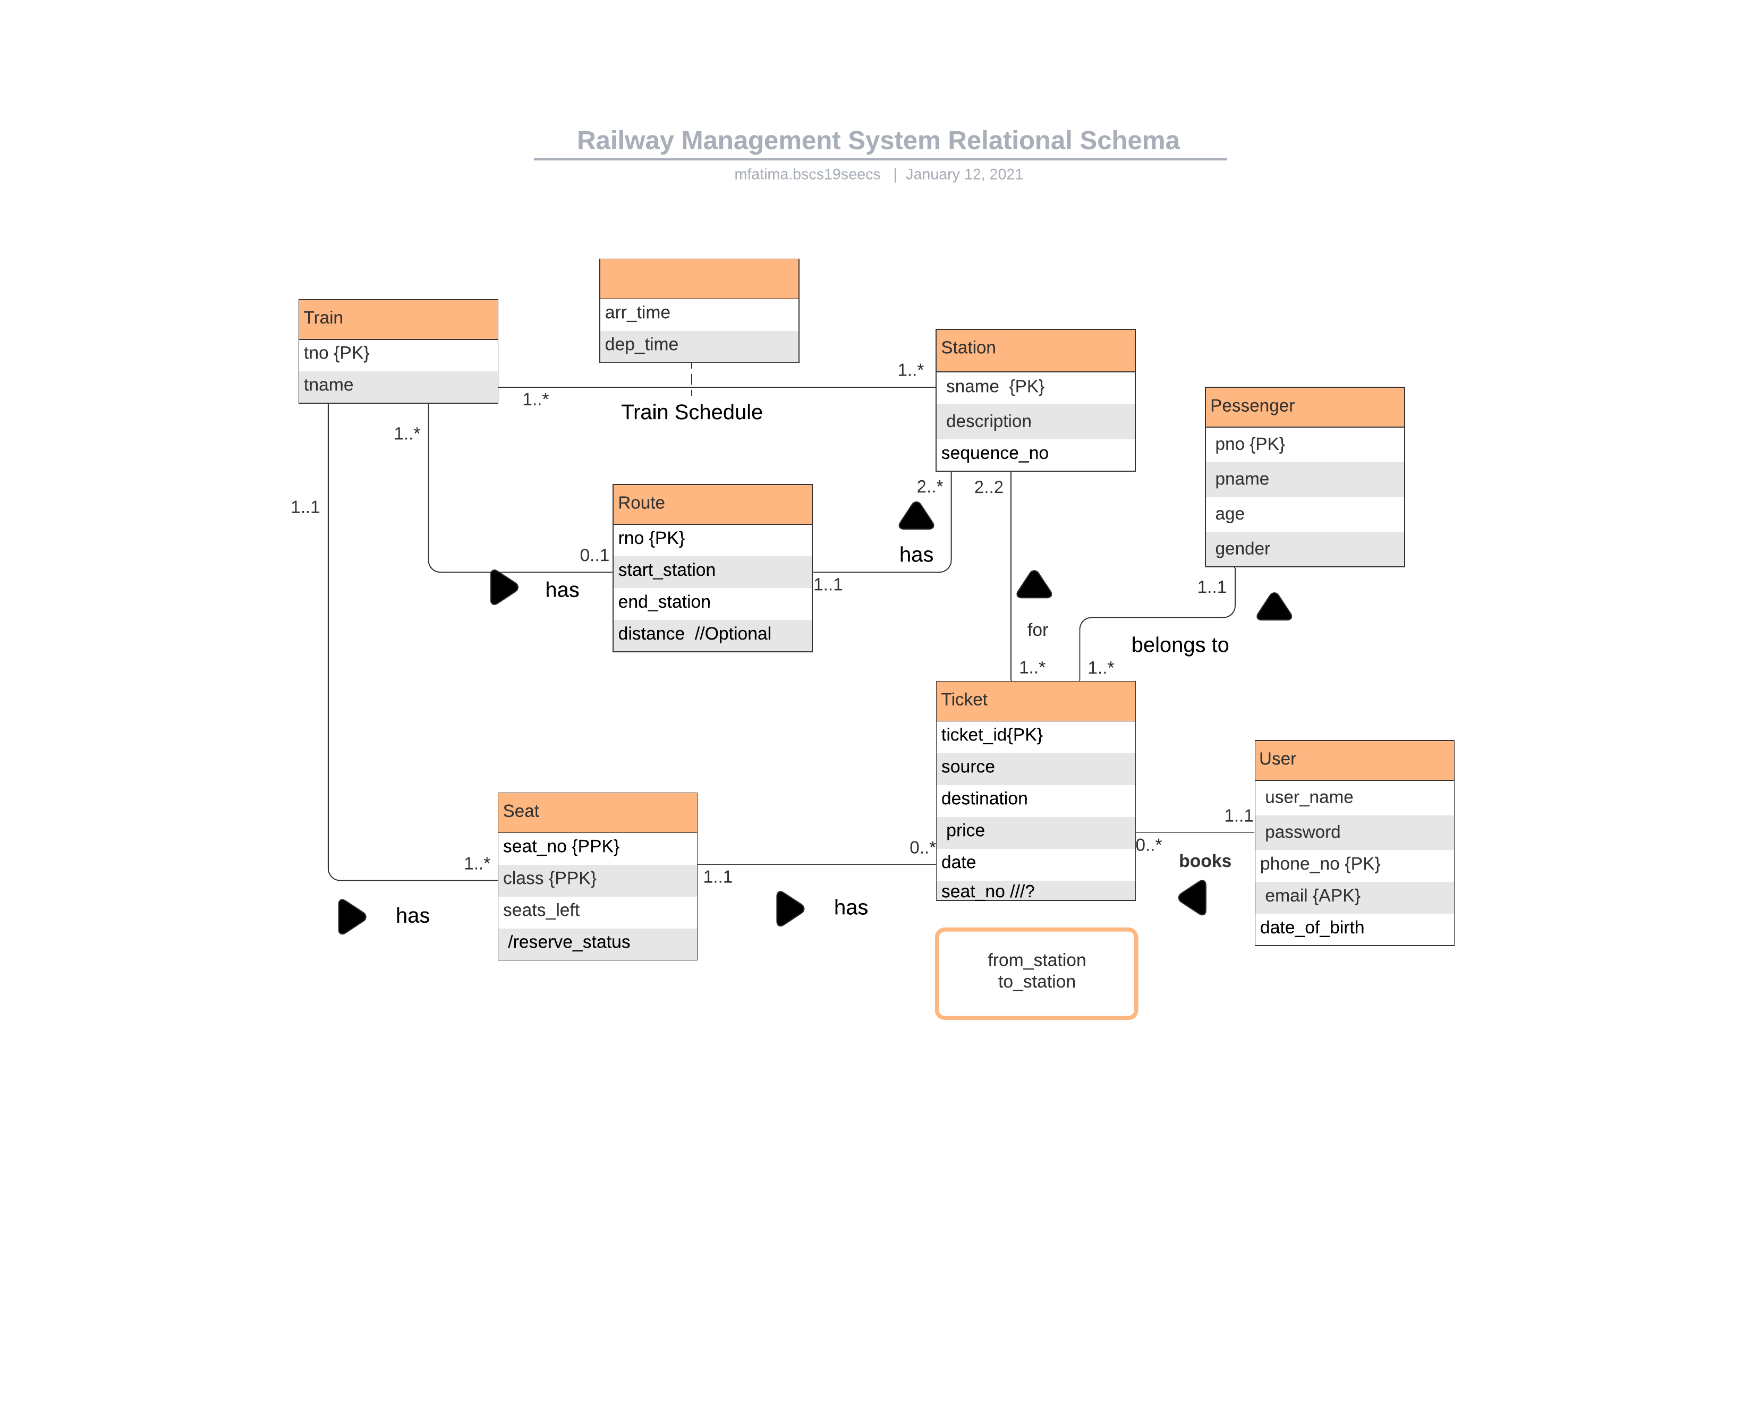 Railway Management System Relational Schema
mfatima.bscs19seecs | January 12, 2021
Train
tno {PK}
tname
arr_time
dep_time
Train Schedule
1..*
1..*
Station
sname {PK}
description
sequence_no
Pessenger
pno {PK}
pname
age
gender
1..*
1..1
Route
rno {PK}
start_station
end_station
distance //Optional
0..1
has
1..1
2..*
has
2..2
for
1..*
1..1
belongs to
1..*
Ticket
ticket_id{PK}
source
destination
price
date
seat_no ///?
from_station
to_station
User
user_name
password
phone_no {PK}
email {APK}
date_of_birth
1..1
0..*
books
Seat
seat_no {PPK}
class {PPK}
seats_left
/reserve_status
1..*
has
1..1
0..*
has